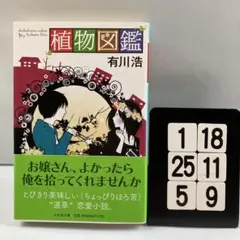 植物図鑑
有川浩
お嬢さん、よかったら
俺を拾ってくれませんか
とびきり美味しい(ちょっぴりほろ苦)
"道草"恋愛小説。
1 18
25 11
5 9